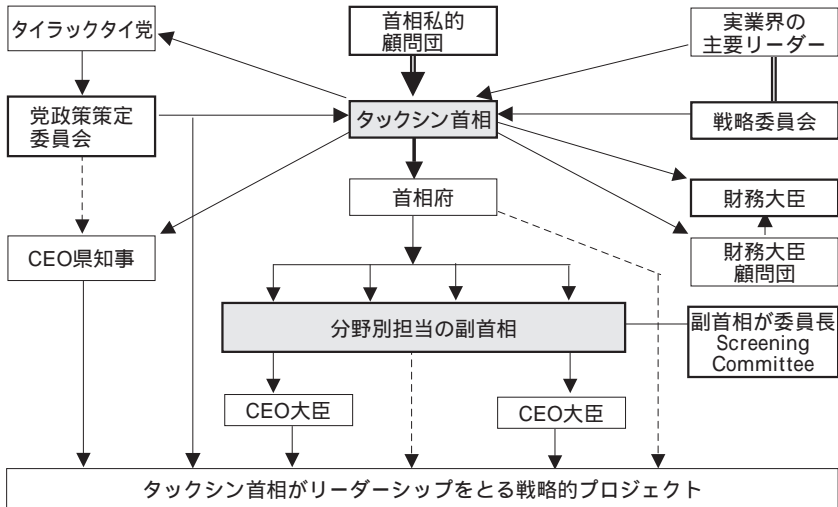 タイラックタイ党
首相私的
顧問団
実業界の
主要リーダー
党政策策定
委員会
タックシン首相
戦略委員会
首相府
財務大臣
CEO県知事
財務大臣
顧問団
分野別担当の副首相
副首相が委員長
Screening
Committee
CEO大臣
CEO大臣
タックシン首相がリーダーシップをとる戦略的プロジェクト